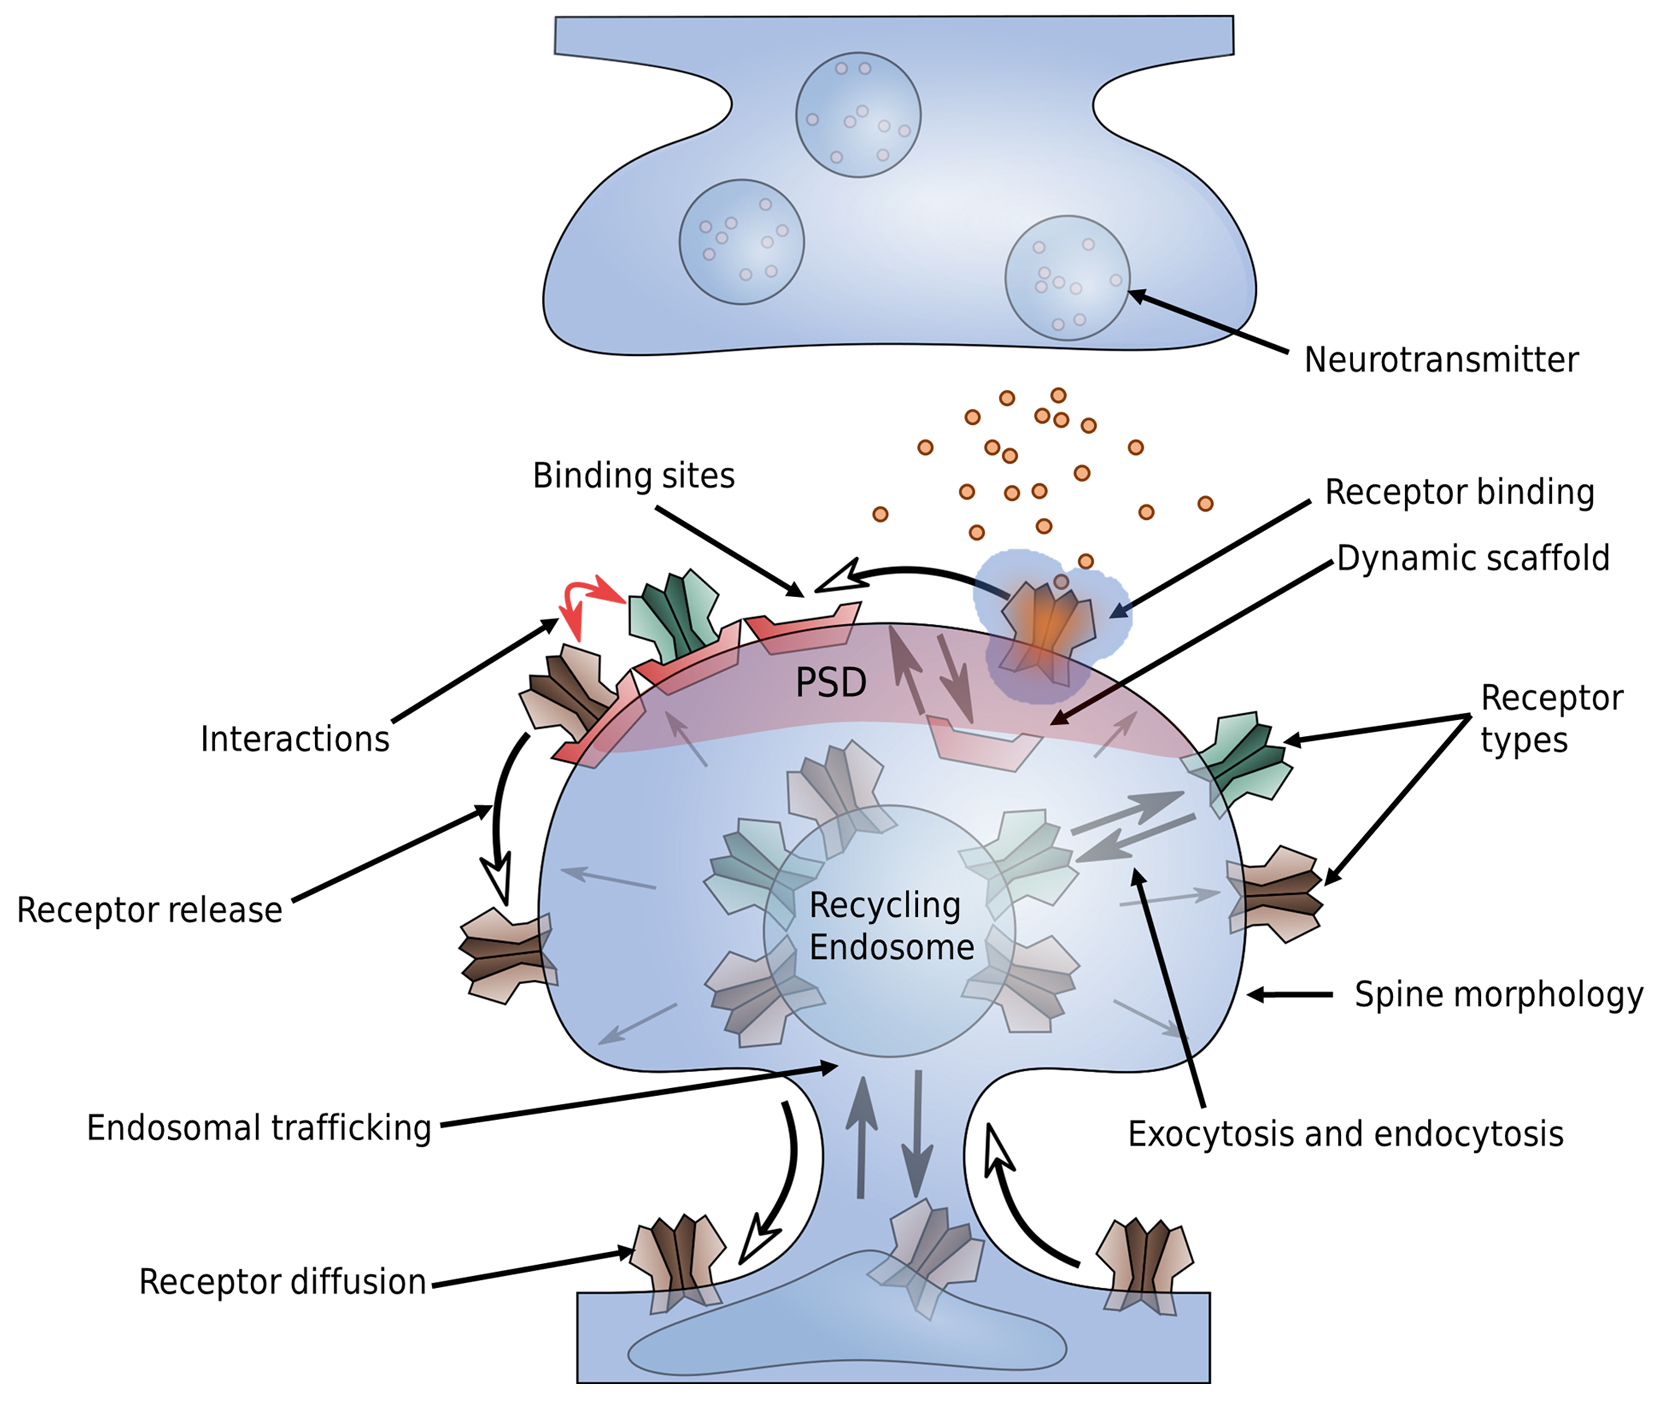 Neurotransmitter
Binding sites
Receptor binding
Dynamic scaffold
PSD
Receptor
types
Interactions
Receptor release
Recycling
Endosome
Spine morphology
Endosomal trafficking
Exocytosis and endocytosis
Receptor diffusion